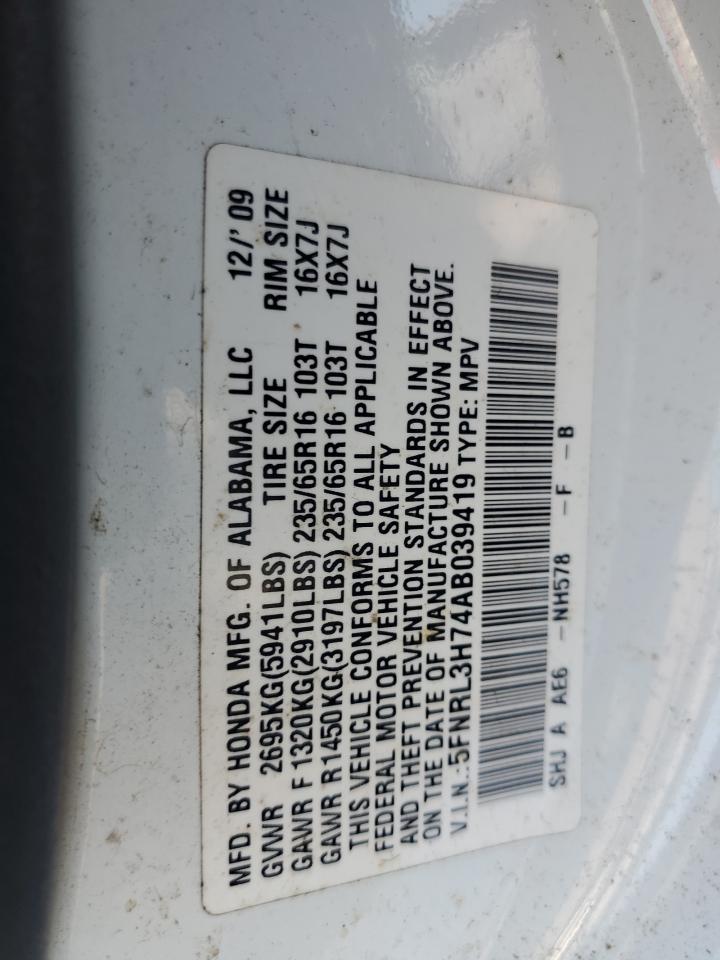 MFD. BY HONDA MFG. OF ALABAMA, LLC 12/' 09
GVWR 2695KG(5941LBS) TIRE SIZE RIM SIZE
GAWR F 1320KG(2910LBS) 235/65R16 103T 16X7J
GAWR R1450KG(3197LBS) 235/65R16 103T 16X7J
THIS VEHICLE CONFORMS TO ALL APPLICABLE
FEDERAL MOTOR VEHICLE SAFETY
AND THEFT PREVENTION STANDARDS IN EFFECT
ON THE DATE OF MANUFACTURE SHOWN ABOVE.
V.I.N.:5FNRL3H74AB039419 TYPE: MPV
SHJ A AE6 -NH578 -F -B